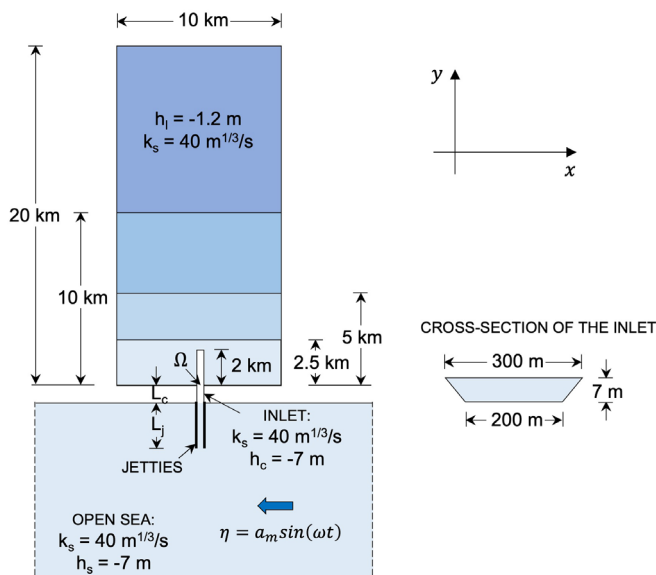 10 km
h_l = -1.2 m
k_s = 40 m^{1/3}/s
y
x
20 km
10 km
5 km
CROSS-SECTION OF THE INLET
300 m
7 m
200 m
2.5 km
2 km
Ω
L_c
L_j
INLET:
k_s = 40 m^{1/3}/s
h_c = -7 m
JETTIES
OPEN SEA:
k_s = 40 m^{1/3}/s
h_s = -7 m
η = a_m sin(ωt)